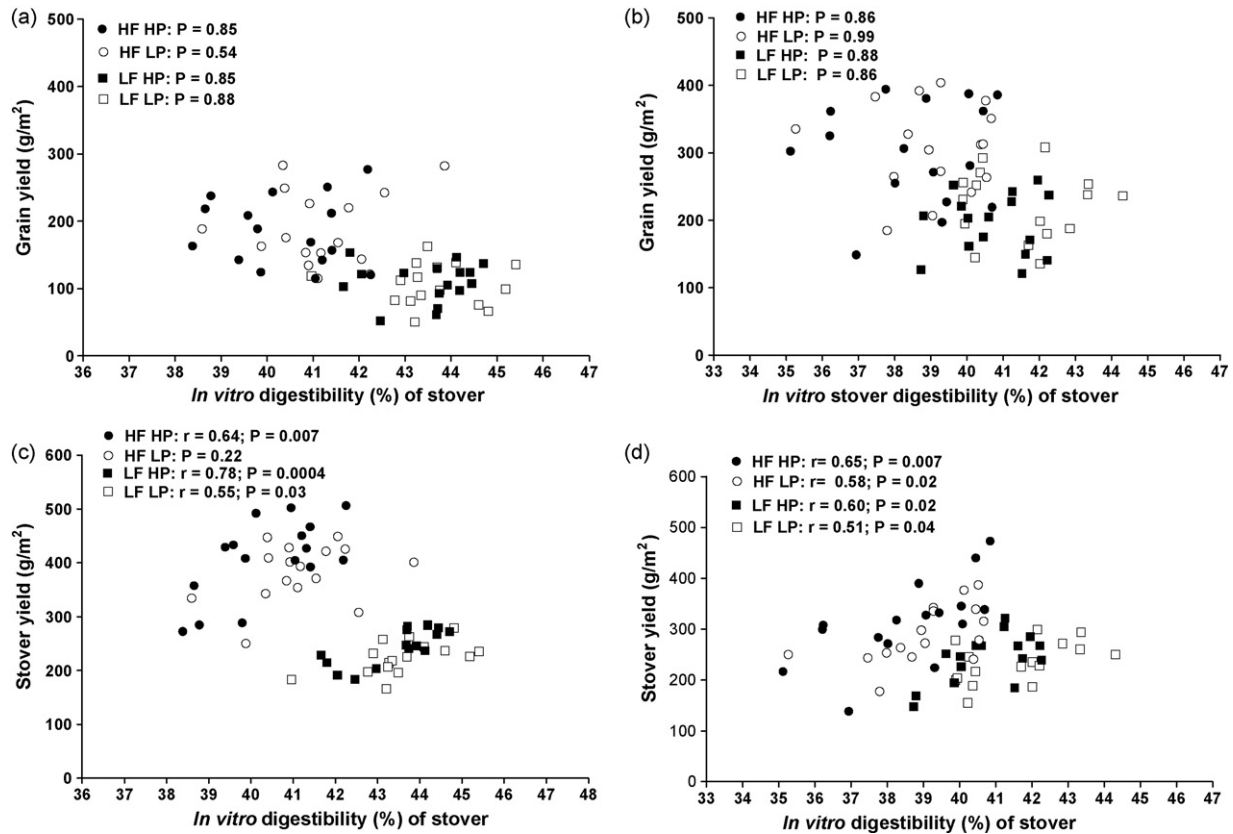 (a)
HF HP: P = 0.85
HF LP: P = 0.54
LF HP: P = 0.85
LF LP: P = 0.88
Grain yield (g/m²)
500
400
300
200
100
0
36 37 38 39 40 41 42 43 44 45 46 47
In vitro digestibility (%) of stover
(b)
HF HP: P = 0.86
HF LP: P = 0.99
LF HP: P = 0.88
LF LP: P = 0.86
Grain yield (g/m²)
500
400
300
200
100
0
33 34 35 36 37 38 39 40 41 42 43 44 45 46 47
In vitro stover digestibility (%) of stover
(c)
HF HP: r = 0.64; P = 0.007
HF LP: P = 0.22
LF HP: r = 0.78; P = 0.0004
LF LP: r = 0.55; P = 0.03
Stover yield (g/m²)
600
500
400
300
200
100
0
36 37 38 39 40 41 42 43 44 45 46 47 48
In vitro digestibility (%) of stover
(d)
HF HP: r= 0.65; P = 0.007
HF LP: r= 0.58; P = 0.02
LF HP: r = 0.60; P = 0.02
LF LP: r = 0.51; P = 0.04
Stover yield (g/m²)
600
500
400
300
200
100
0
33 34 35 36 37 38 39 40 41 42 43 44 45 46 47
In vitro digestibility (%) of stover